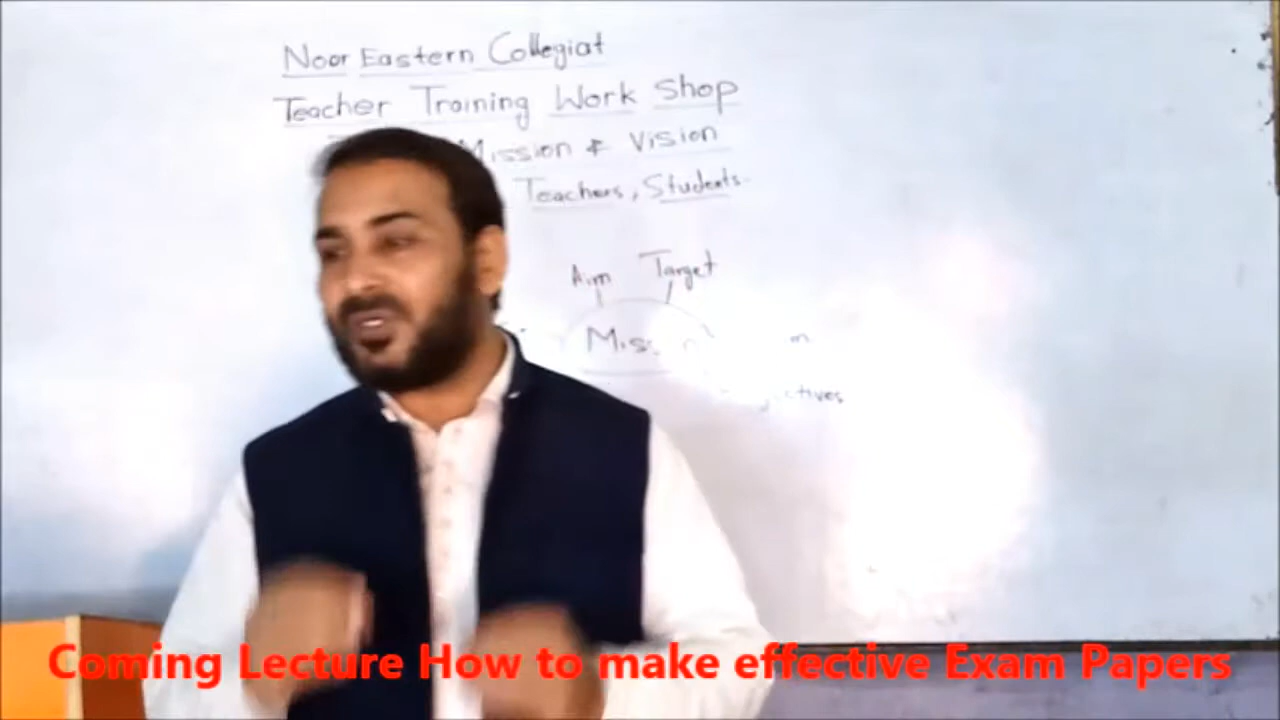 Noor Eastern Collegiat
Teacher Training Work Shop
Mission & Vision
Teachers, Students.
Aim Target
Coming Lecture How to make effective Exam Papers